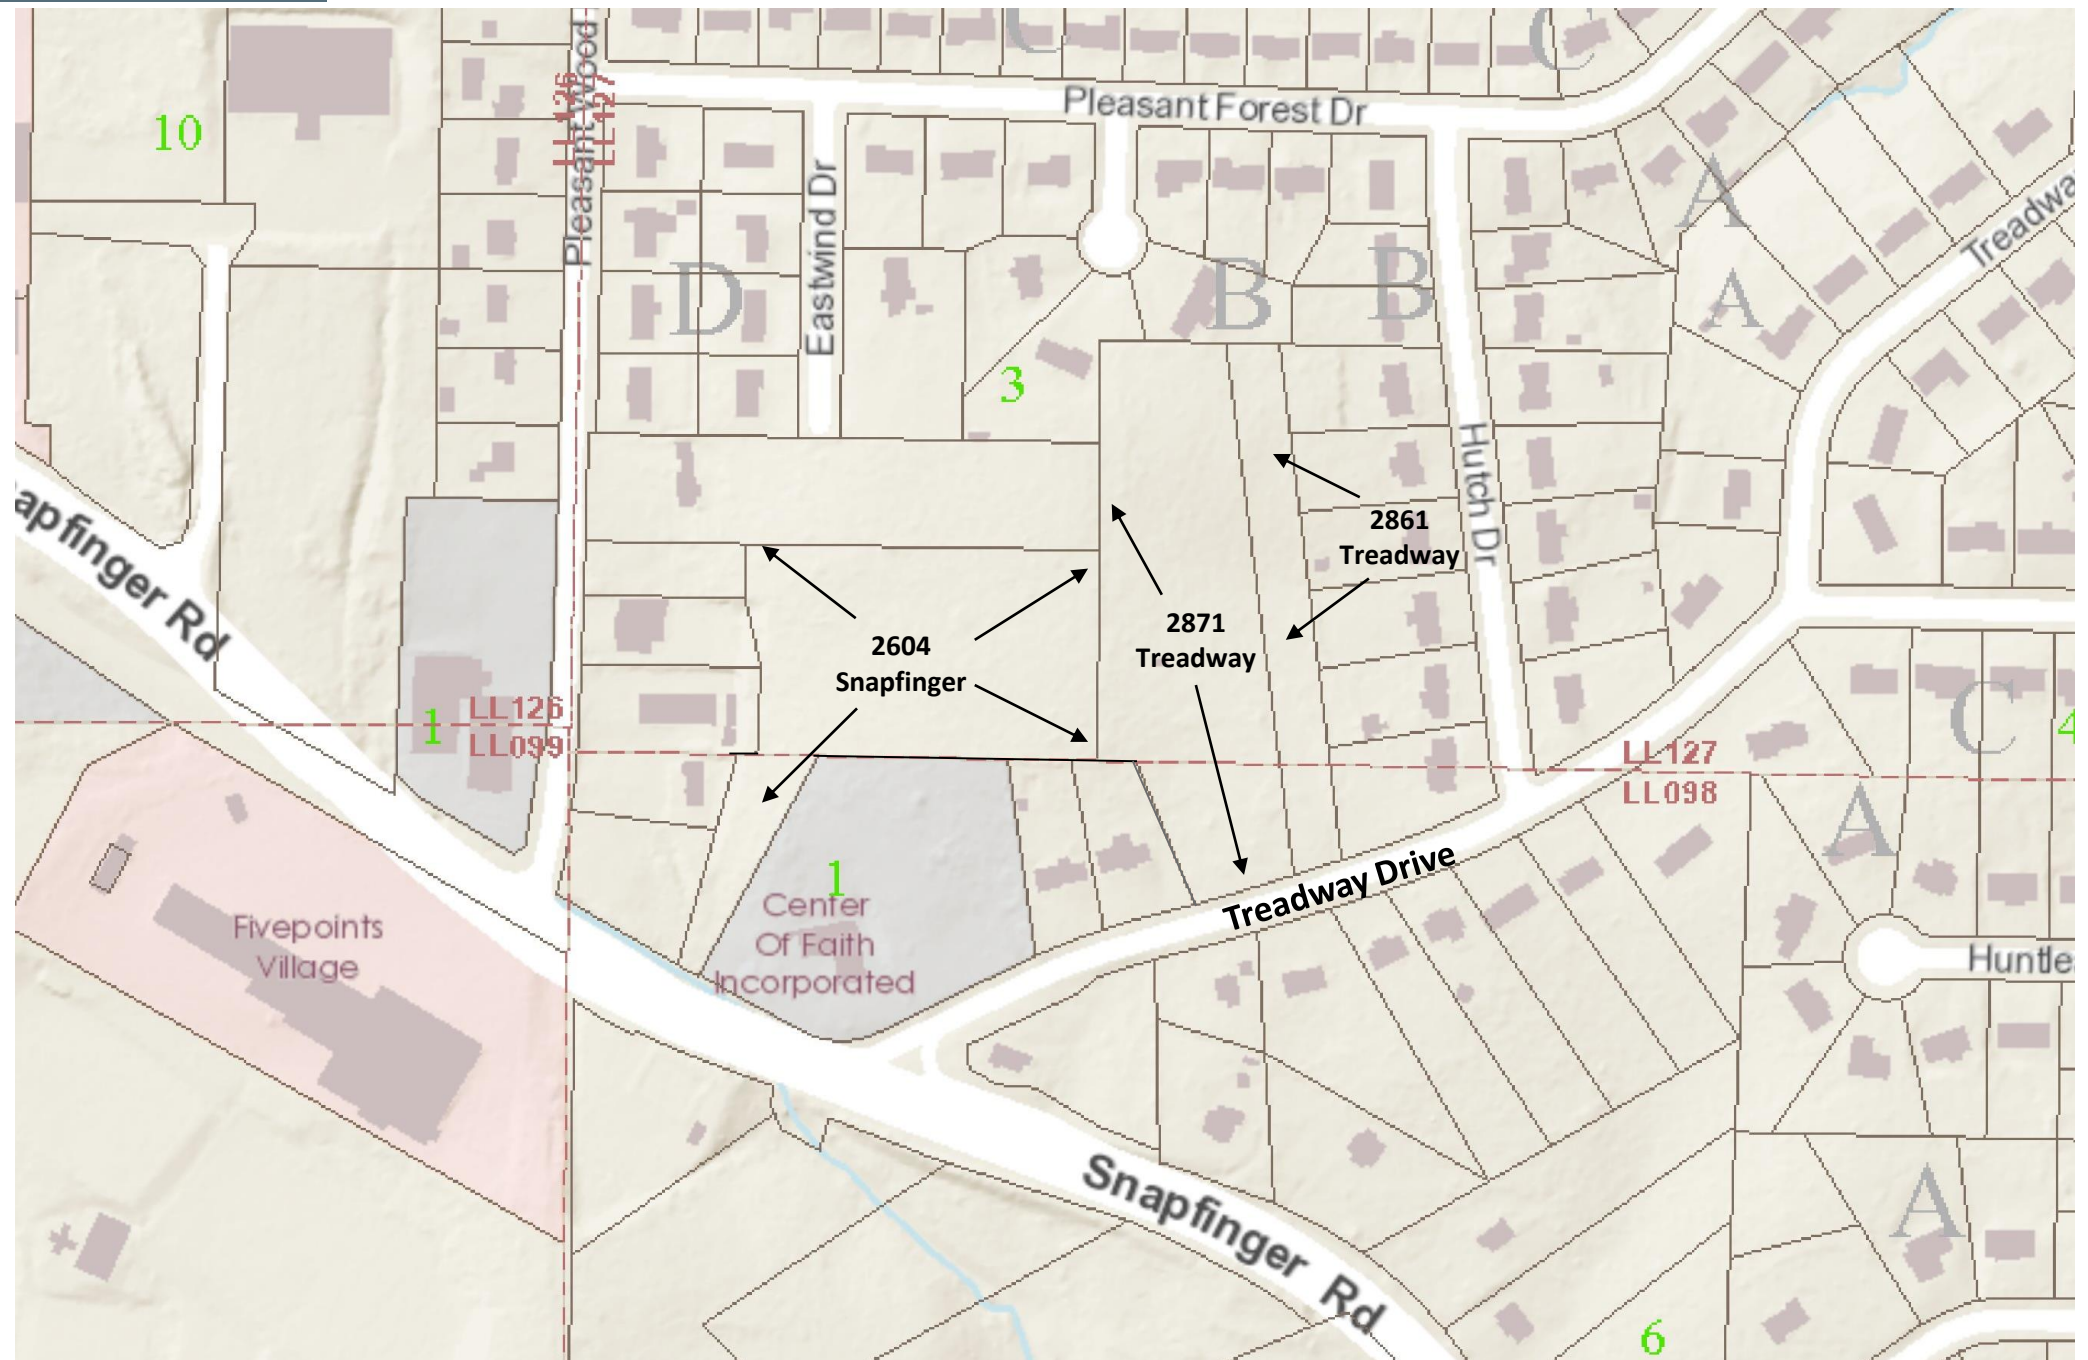 C
C
Pleasant Wood
LL126
LL127
Pleasant Forest Dr
10
A
Treadwa
Eastwind Dr
D
B
B
A
3
Hutch Dr
apfinger Rd
2861
Treadway
2871
Treadway
2604
Snapfinger
1
LL126
LL099
LL127
LL098
C
4
A
Treadway Drive
1
Center
Of Faith
Incorporated
Fivepoints
Village
Huntle
Snapfinger Rd
A
6